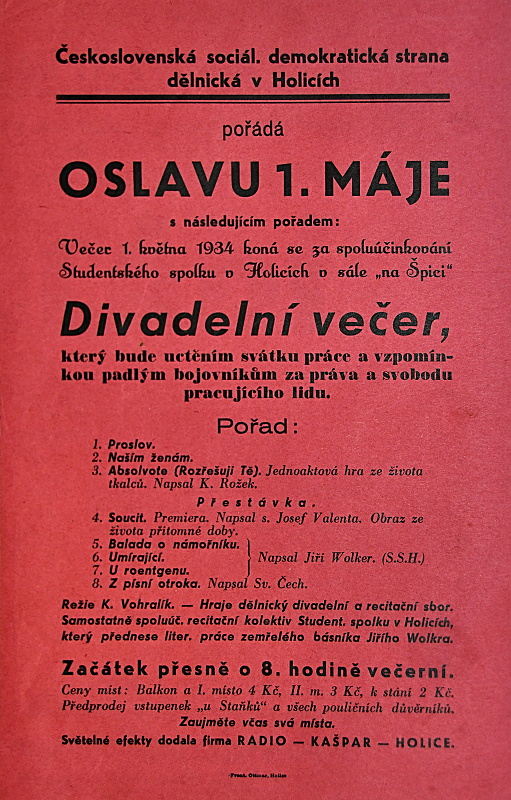 Československá sociál. demokratická strana
dělnická v Holicích
pořádá
OSLAVU 1. MÁJE
s následujícím pořadem:
Večer 1. května 1934 koná se za spoluúčinkování
Studentského spolku v Holicích v sále „na Špici“
Divadelní večer,
který bude uctěním svátku práce a vzpomín-
kou padlým bojovníkům za práva a svobodu
pracujícího lidu.
Pořad:
1. Proslov.
2. Našim ženám.
3. Absolvote (Rozřešuji Tě). Jednoaktová hra ze života
tkalců. Napsal K. Rožek.
Přestávka.
4. Soucit. Premiera. Napsal s. Josef Valenta. Obraz ze
života přítomné doby.
5. Balada o námořníku.
6. Umírající. Napsal Jiří Wolker. (S.S.H.)
7. U roentgenu.
8. Z písní otroka. Napsal Sv. Čech.
Režie K. Vohralík. — Hraje dělnický divadelní a recitační sbor.
Samostatně spoluúč. recitační kolektiv Student. spolku v Holicích,
který přednese liter. práce zemřelého básníka Jiřího Wolkra.
Začátek přesně o 8. hodině večerní.
Ceny míst: Balkon a I. místo 4 Kč, II. m. 3 Kč, k stání 2 Kč.
Předprodej vstupenek „u Staňků“ a všech pouličních důvěrníků.
Zaujměte včas svá místa.
Světelné efekty dodala firma RADIO — KAŠPAR — HOLICE.
Frant. Ottmar, Holice